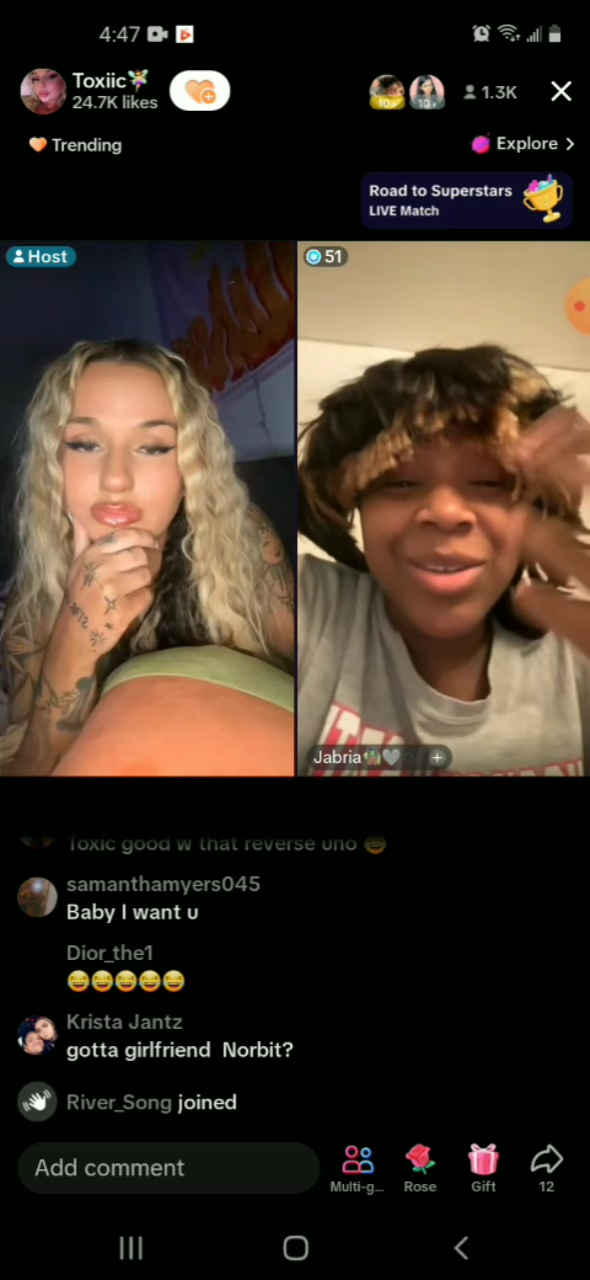 4:47
Toxiic🧚
24.7K likes
10+
10+
1.3K
Trending
Explore >
Road to Superstars
LIVE Match
Host
51
Jabria
Toxic good w that reverse uno 😂
samanthamyers045
Baby I want u
Dior_the1
😂😂😂😂😂
Krista Jantz
gotta girlfriend Norbit?
River_Song joined
Add comment
Multi-g...
Rose
Gift
12